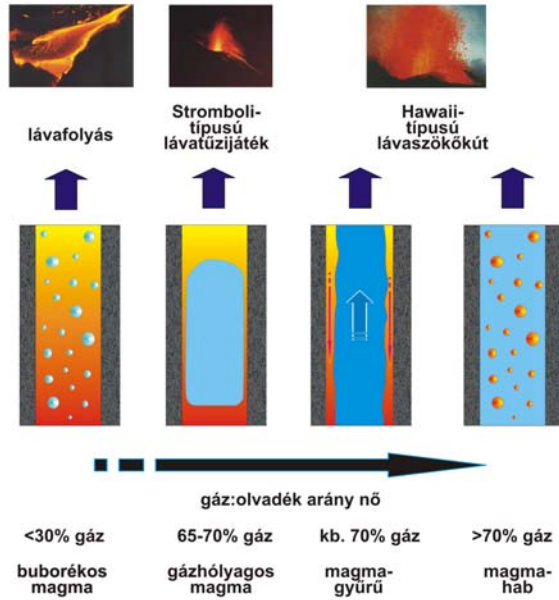 lávafolyás
Stromboli-
típusú
lávatűzijáték
Hawaii-
típusú
lávaszökőkút
gáz:olvadék arány nő
<30% gáz
65-70% gáz
kb. 70% gáz
>70% gáz
buborékos
magma
gázhólyagos
magma
magma-
gyűrű
magma-
hab